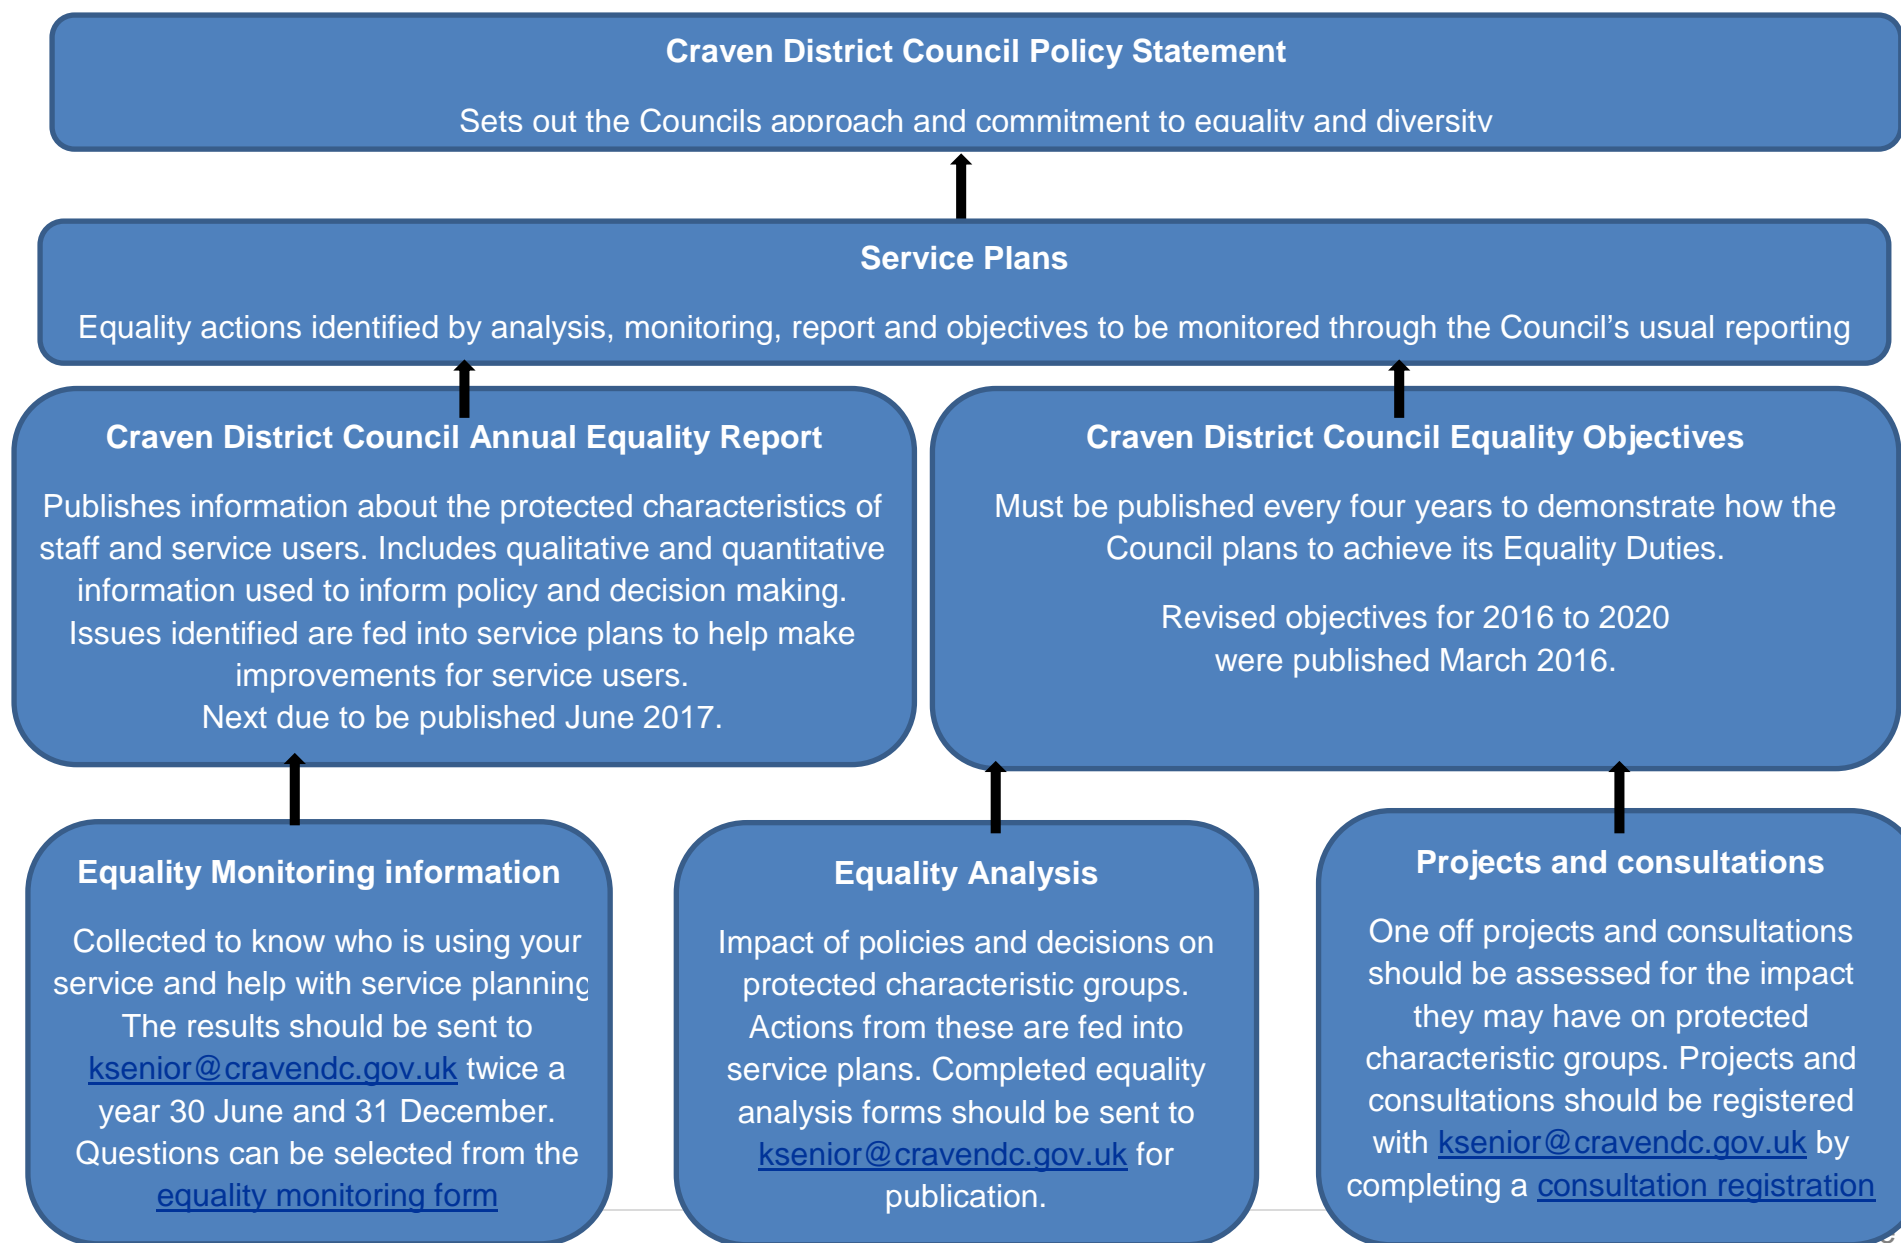 Craven District Council Policy Statement
Sets out the Councils approach and commitment to equality and diversity
Service Plans
Equality actions identified by analysis, monitoring, report and objectives to be monitored through the Council’s usual reporting
Craven District Council Annual Equality Report
Publishes information about the protected characteristics of
staff and service users. Includes qualitative and quantitative
information used to inform policy and decision making.
Issues identified are fed into service plans to help make
improvements for service users.
Next due to be published June 2017.
Craven District Council Equality Objectives
Must be published every four years to demonstrate how the
Council plans to achieve its Equality Duties.
Revised objectives for 2016 to 2020
were published March 2016.
Equality Monitoring information
Collected to know who is using your
service and help with service planning
The results should be sent to
ksenior@cravendc.gov.uk twice a
year 30 June and 31 December.
Questions can be selected from the
equality monitoring form
Equality Analysis
Impact of policies and decisions on
protected characteristic groups.
Actions from these are fed into
service plans. Completed equality
analysis forms should be sent to
ksenior@cravendc.gov.uk for
publication.
Projects and consultations
One off projects and consultations
should be assessed for the impact
they may have on protected
characteristic groups. Projects and
consultations should be registered
with ksenior@cravendc.gov.uk by
completing a consultation registration